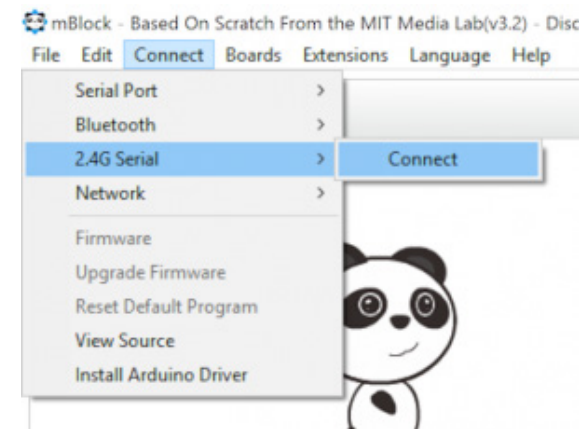 mBlock - Based On Scratch From the MIT Media Lab(v3.2) - Disc
File Edit Connect Boards Extensions Language Help
Serial Port
Bluetooth
2.4G Serial
Connect
Network
Firmware
Upgrade Firmware
Reset Default Program
View Source
Install Arduino Driver